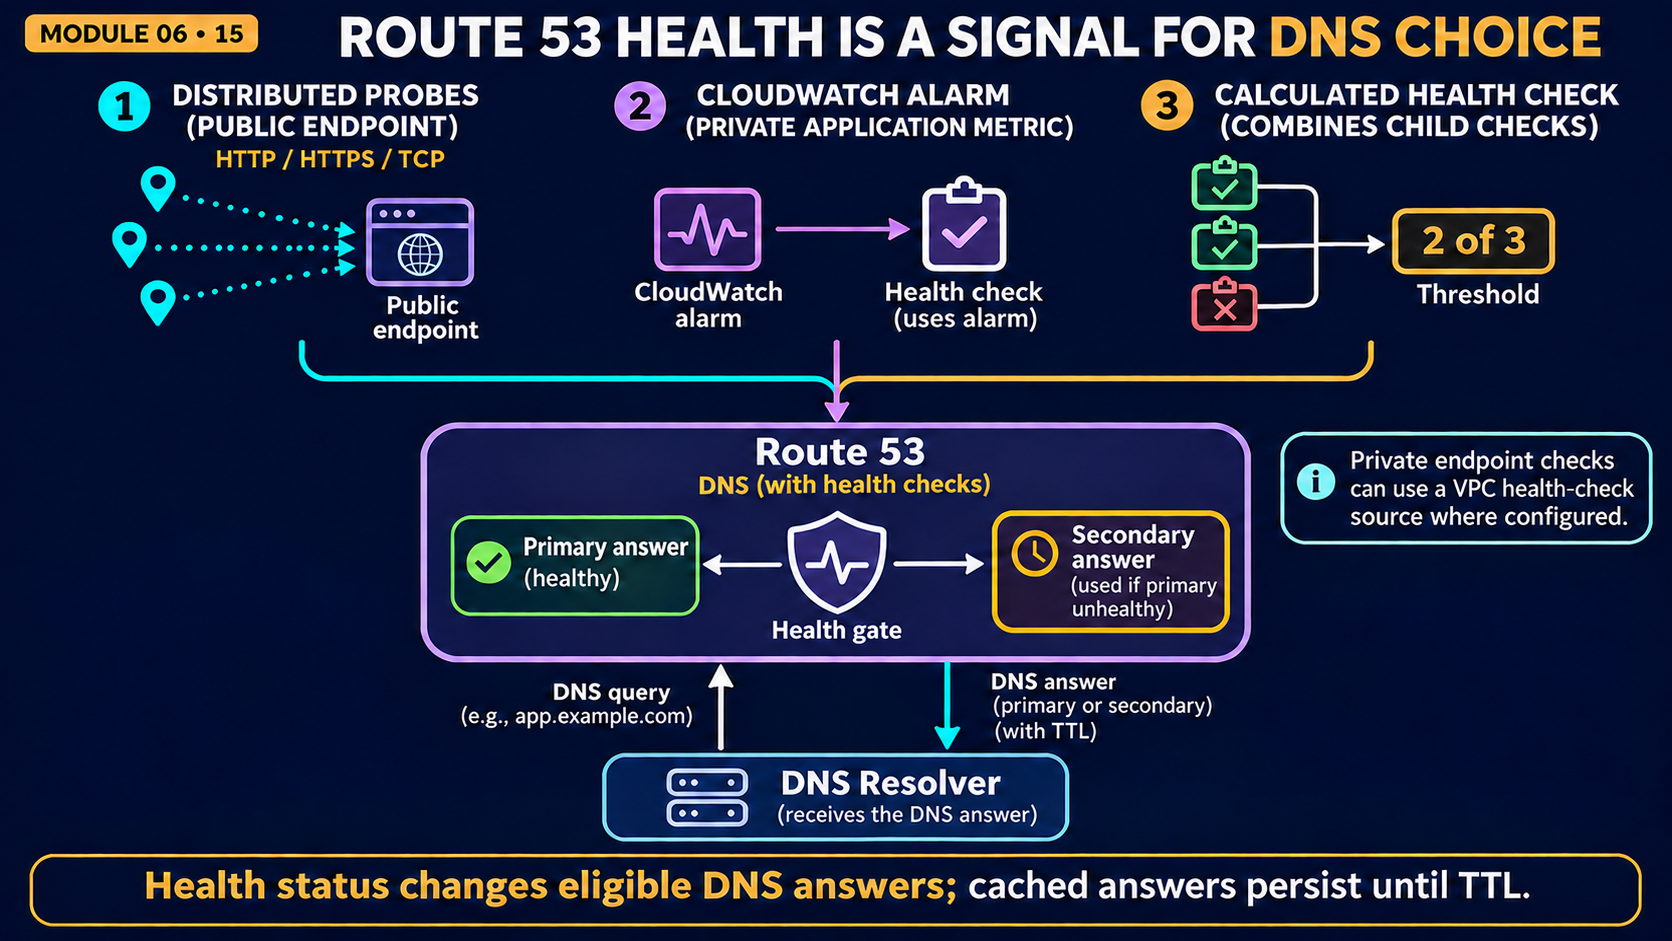 MODULE 06 • 15
ROUTE 53 HEALTH IS A SIGNAL FOR DNS CHOICE
1
DISTRIBUTED PROBES
(PUBLIC ENDPOINT)
HTTP / HTTPS / TCP
Public
endpoint
2
CLOUDWATCH ALARM
(PRIVATE APPLICATION METRIC)
CloudWatch
alarm
Health check
(uses alarm)
3
CALCULATED HEALTH CHECK
(COMBINES CHILD CHECKS)
2 of 3
Threshold
Route 53
DNS (with health checks)
Primary answer
(healthy)
Health gate
Secondary
answer
(used if primary
unhealthy)
i
Private endpoint checks
can use a VPC health-check
source where configured.
DNS query
(e.g., app.example.com)
DNS answer
(primary or secondary)
(with TTL)
DNS Resolver
(receives the DNS answer)
Health status changes eligible DNS answers; cached answers persist until TTL.